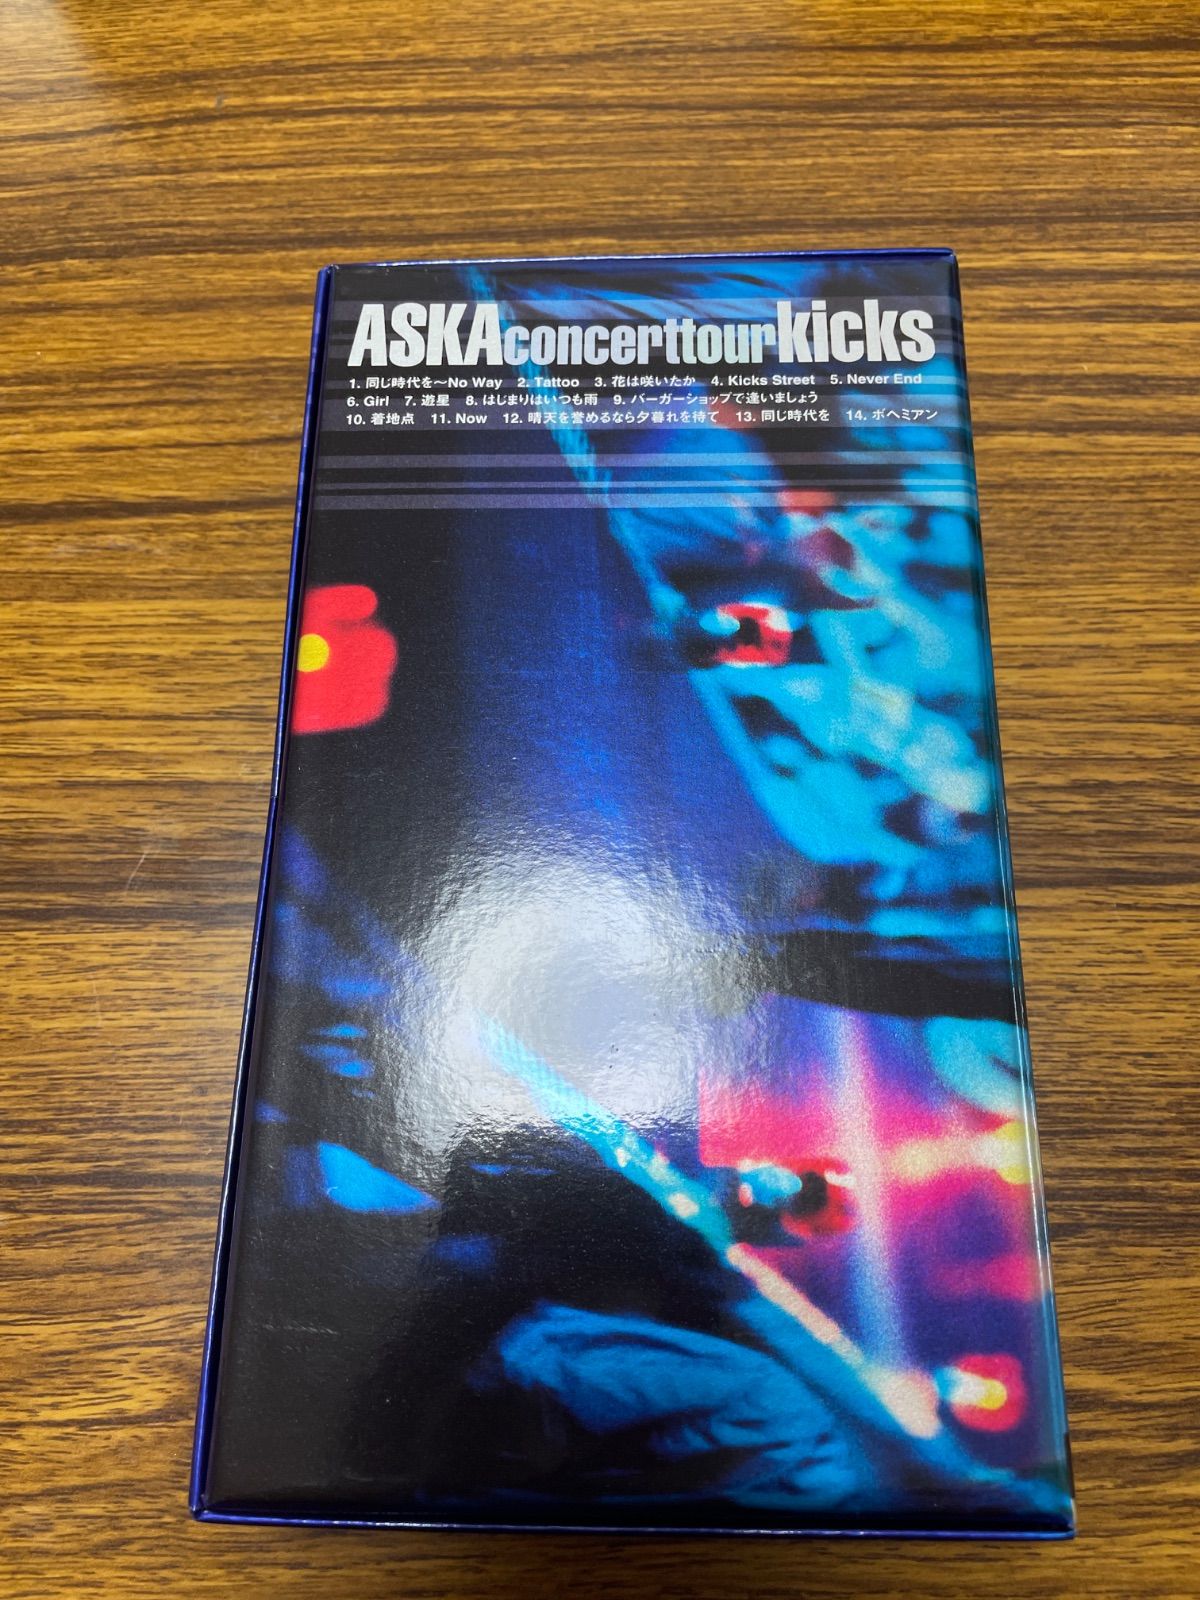 ASKAconcerttourkicks
1. 同じ時代を〜No Way 2. Tattoo 3. 花は咲いたか 4. Kicks Street 5. Never End
6. Girl 7. 遊星 8. はじまりはいつも雨 9. バーガーショップで逢いましょう
10. 着地点 11. Now 12. 晴天を誉めるなら夕暮れを待て 13. 同じ時代を 14. ボヘミアン